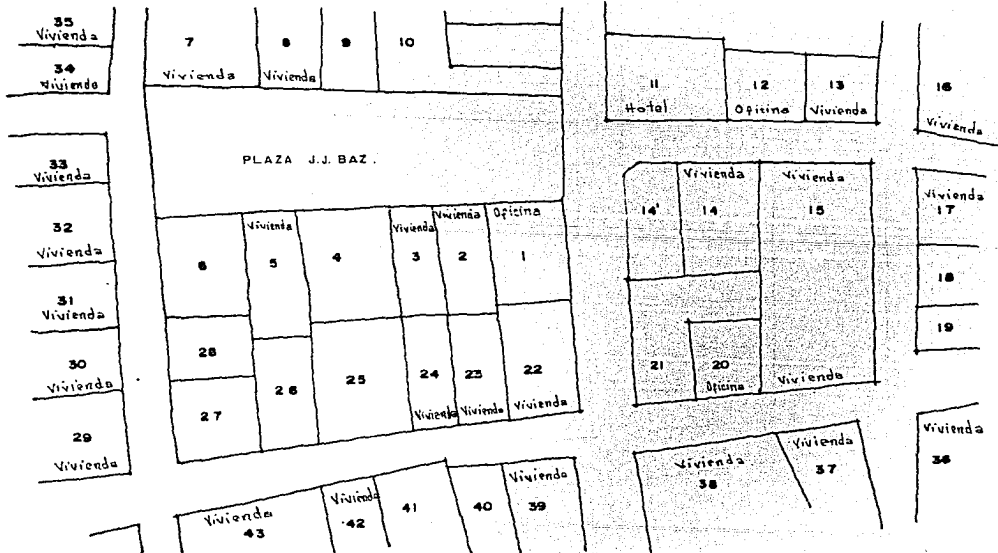 35
Vivienda
34
Vivienda
7
Vivienda
8
Vivienda
9
10
11
Hotel
12
Oficina
13
Vivienda
16
Vivienda
33
Vivienda
PLAZA J.J. BAZ.
32
Vivienda
31
Vivienda
30
Vivienda
29
Vivienda
6
Vivienda
5
4
Vivienda
3
Vivienda
2
Oficina
1
14'
Vivienda
14
Vivienda
15
Vivienda
Vivienda
17
18
19
28
27
26
25
24
Vivienda
23
Vivienda
22
Vivienda
21
20
Oficina
Vivienda
43
Vivienda
42
41
40
Vivienda
39
Vivienda
38
Vivienda
37
Vivienda
36